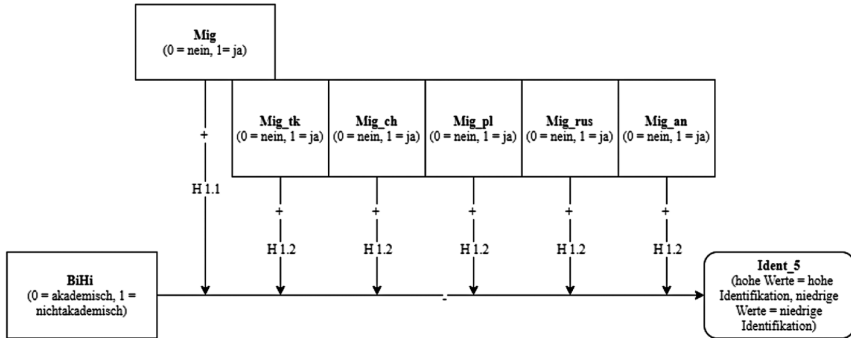 Mig
(0 = nein, 1= ja)
Mig_tk
(0 = nein, 1 = ja)
Mig_ch
(0 = nein, 1 = ja)
Mig_pl
(0 = nein, 1 = ja)
Mig_rus
(0 = nein, 1 = ja)
Mig_an
(0 = nein, 1 = ja)
+
+
+
+
+
+
H 1.1
H 1.2
H 1.2
H 1.2
H 1.2
H 1.2
BiHi
(0 = akademisch, 1 =
nichtakademisch)
-
Ident_5
(hohe Werte = hohe
Identifikation, niedrige
Werte = niedrige
Identifikation)